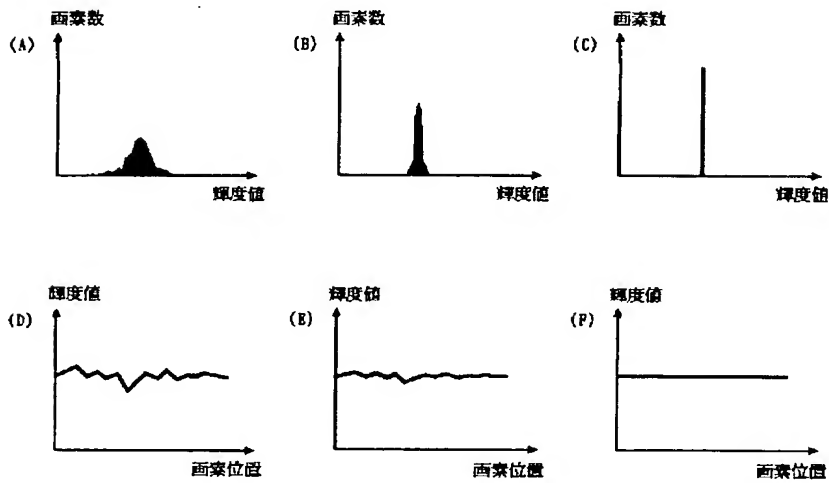 (A)
画素数
輝度値
(B)
画素数
輝度値
(C)
画素数
輝度値
(D)
輝度値
画素位置
(E)
輝度値
画素位置
(F)
輝度値
画素位置